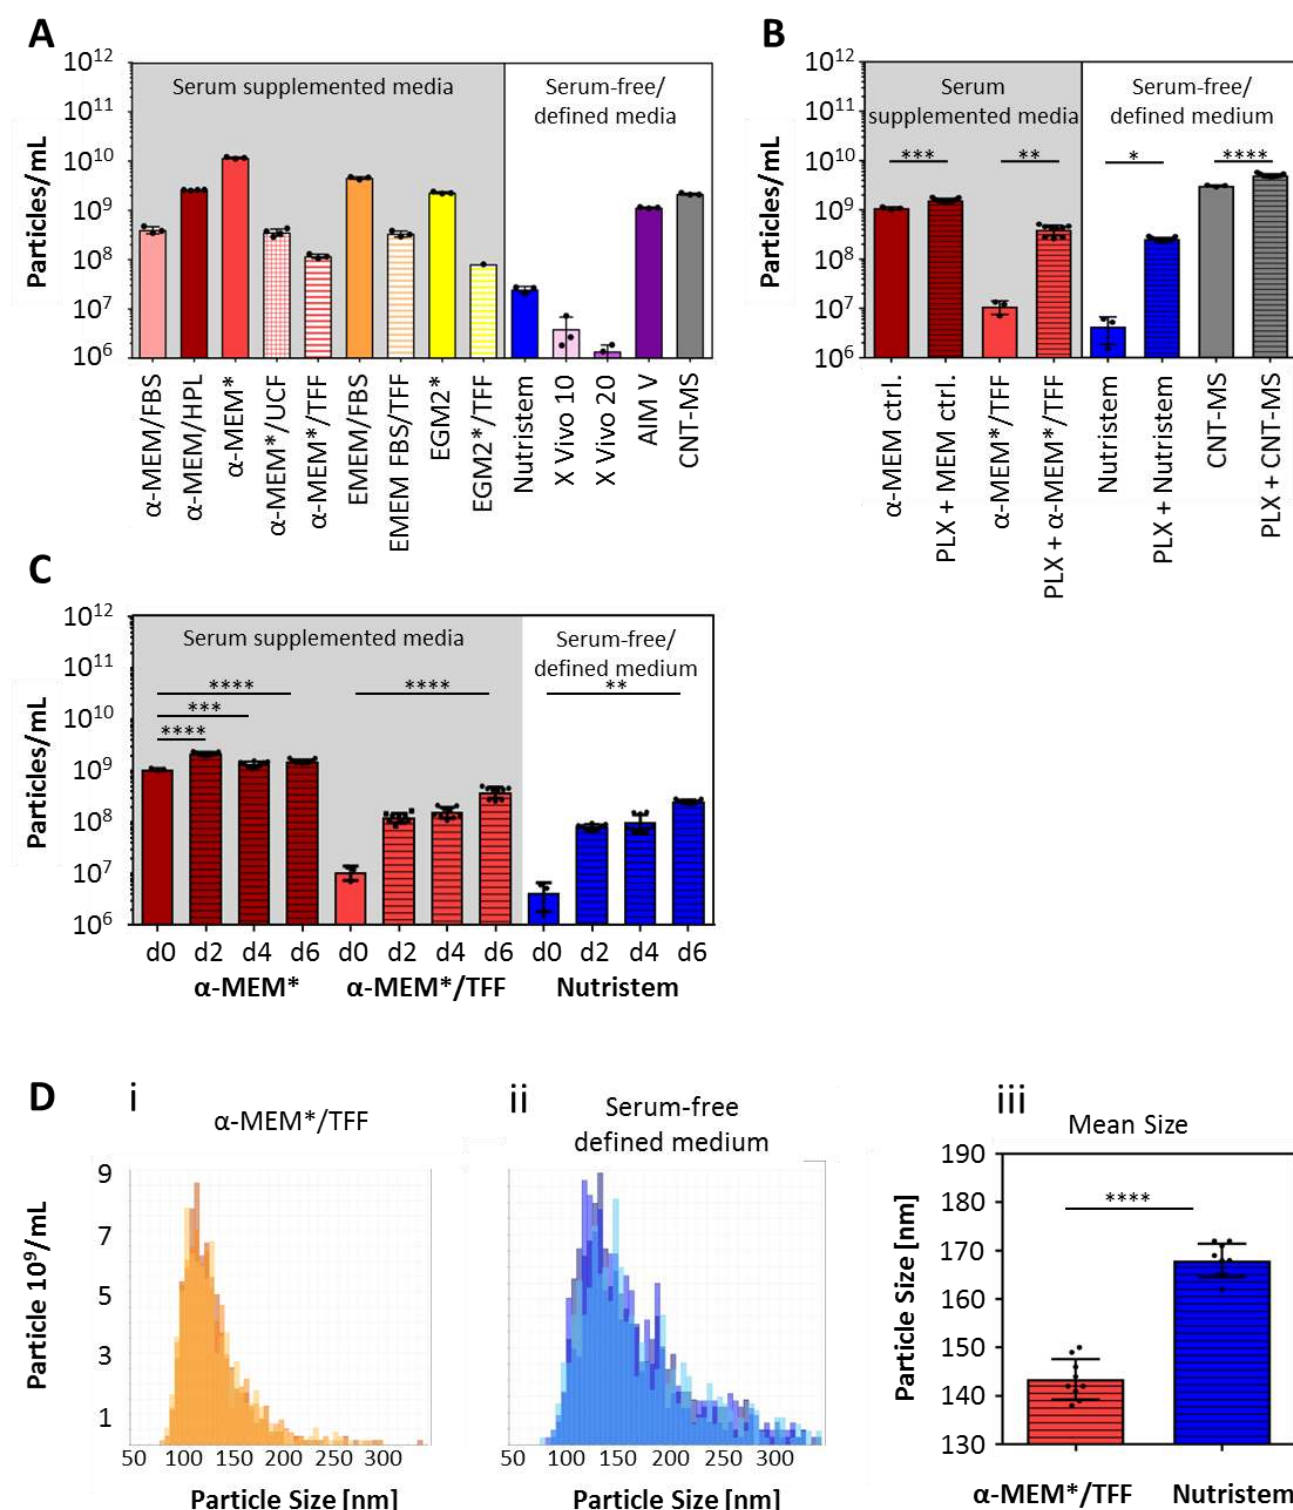 A
10¹²
10¹¹
10¹⁰
10⁹
10⁸
10⁷
10⁶
Particles/mL
Serum supplemented media
Serum-free/
defined media
α-MEM/FBS
α-MEM/HPL
α-MEM*
α-MEM*/UCF
α-MEM*/TFF
EMEM/FBS
EMEM FBS/TFF
EGM2*
EGM2*/TFF
Nutristem
X Vivo 10
X Vivo 20
AIM V
CNT-MS
B
10¹²
10¹¹
10¹⁰
10⁹
10⁸
10⁷
10⁶
Particles/mL
Serum
supplemented media
Serum-free/
defined medium
***
**
*
****
α-MEM ctrl.
PLX + MEM ctrl.
α-MEM*/TFF
PLX + α-MEM*/TFF
Nutristem
PLX + Nutristem
CNT-MS
PLX + CNT-MS
C
10¹²
10¹¹
10¹⁰
10⁹
10⁸
10⁷
10⁶
Particles/mL
Serum supplemented media
Serum-free/
defined medium
****
***
****
****
**
d0 d2 d4 d6 d0 d2 d4 d6 d0 d2 d4 d6
α-MEM* α-MEM*/TFF Nutristem
D
i
α-MEM*/TFF
9
7
5
3
1
Particle 10⁹/mL
50 100 150 200 250 300
Particle Size [nm]
ii
Serum-free
defined medium
50 100 150 200 250 300
Particle Size [nm]
iii
Mean Size
190
180
170
160
150
140
130
Particle Size [nm]
****
α-MEM*/TFF Nutristem